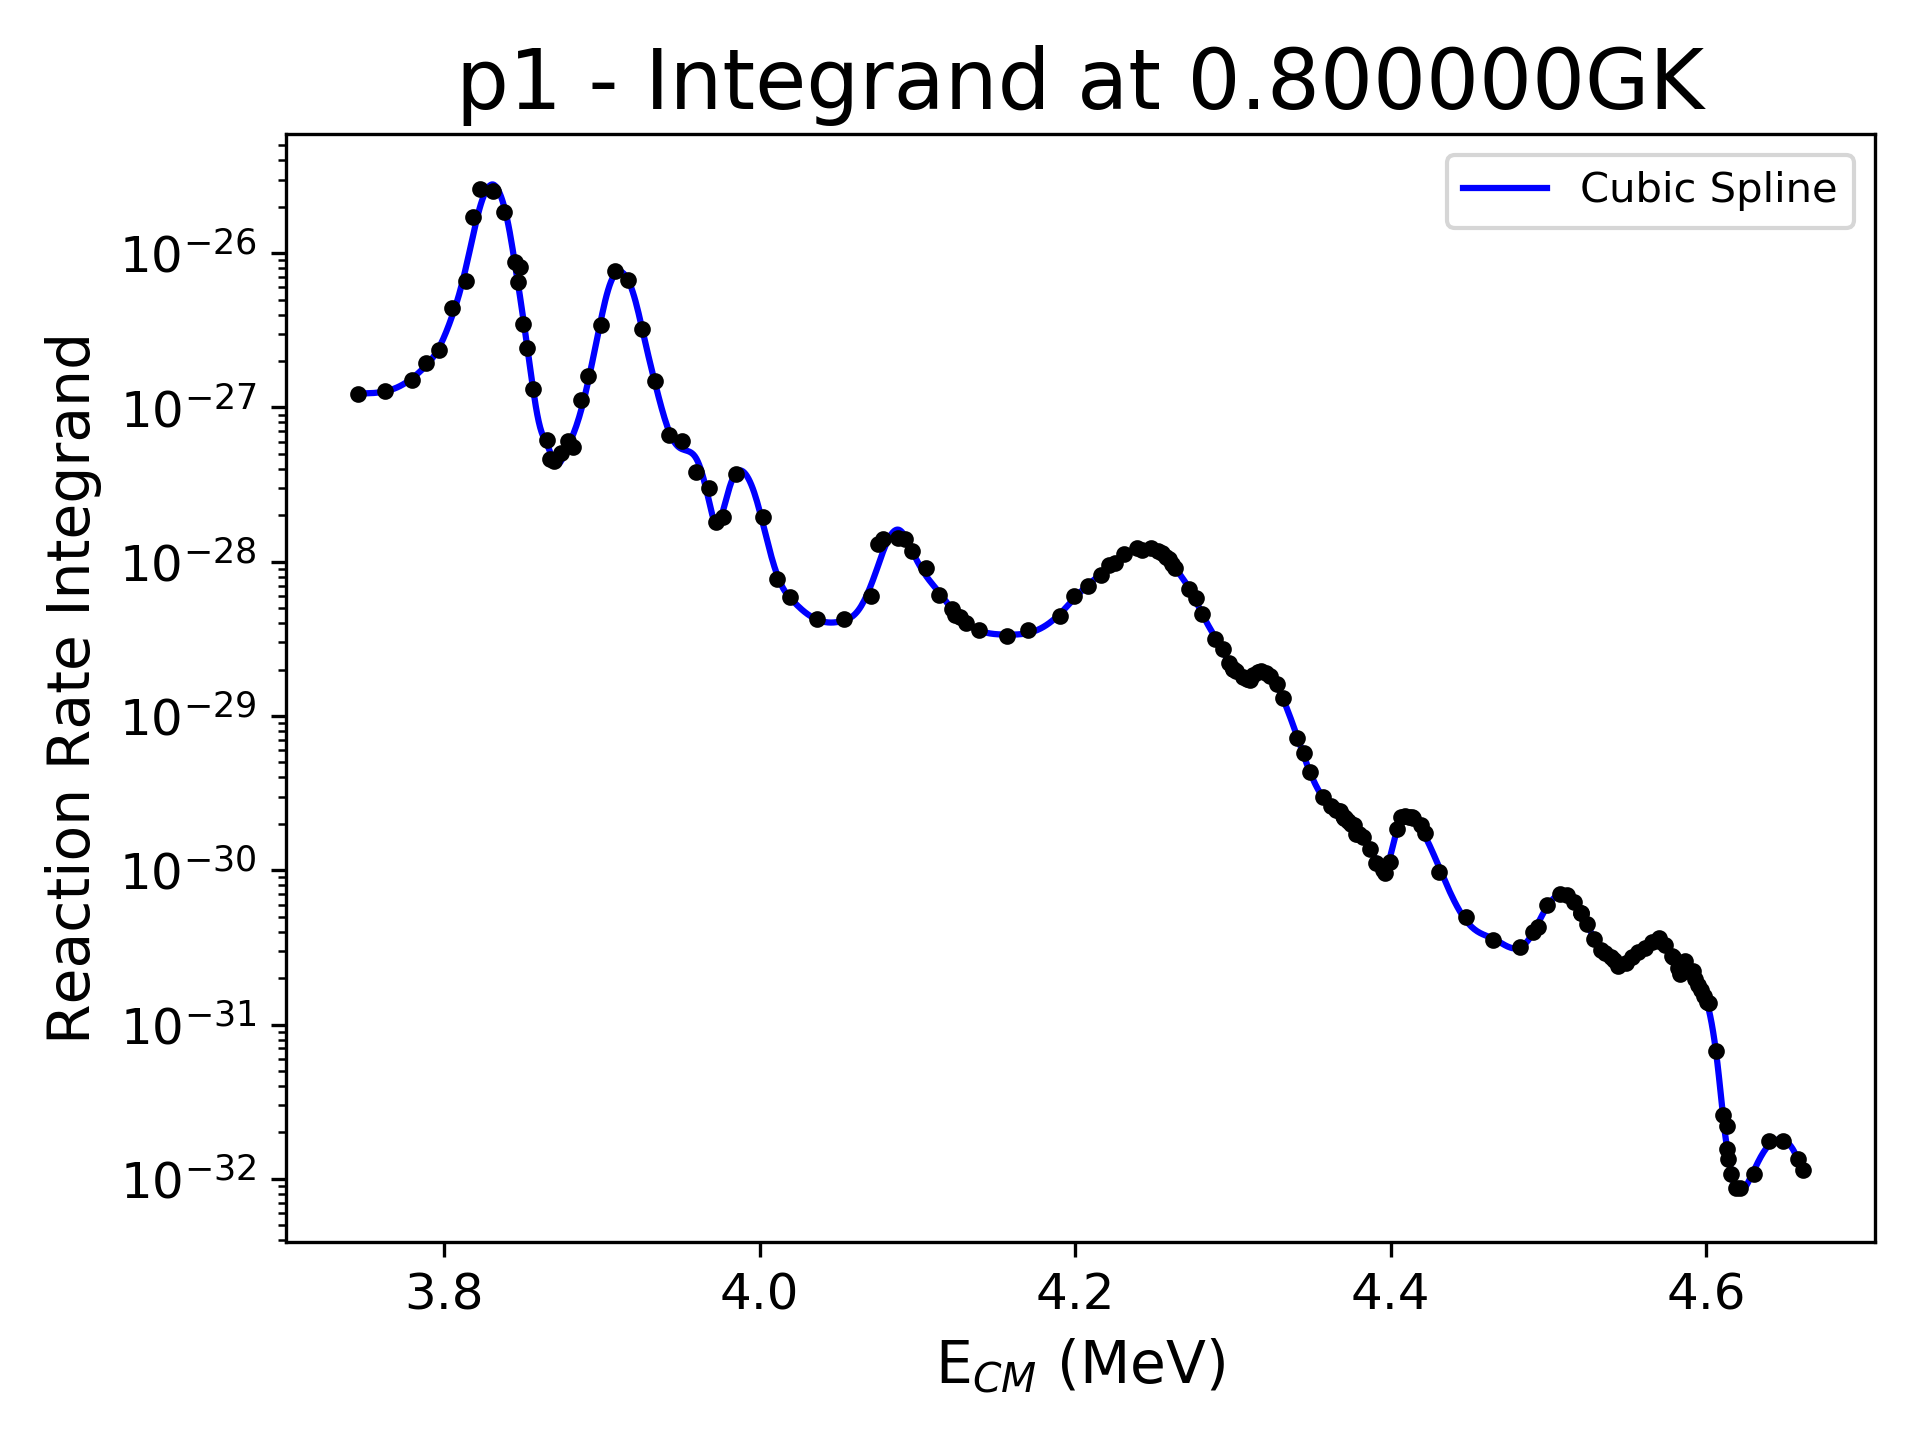 p1 - Integrand at 0.800000GK
Cubic Spline
Reaction Rate Integrand
10⁻²⁶
10⁻²⁷
10⁻²⁸
10⁻²⁹
10⁻³⁰
10⁻³¹
10⁻³²
3.8 4.0 4.2 4.4 4.6
E_CM (MeV)